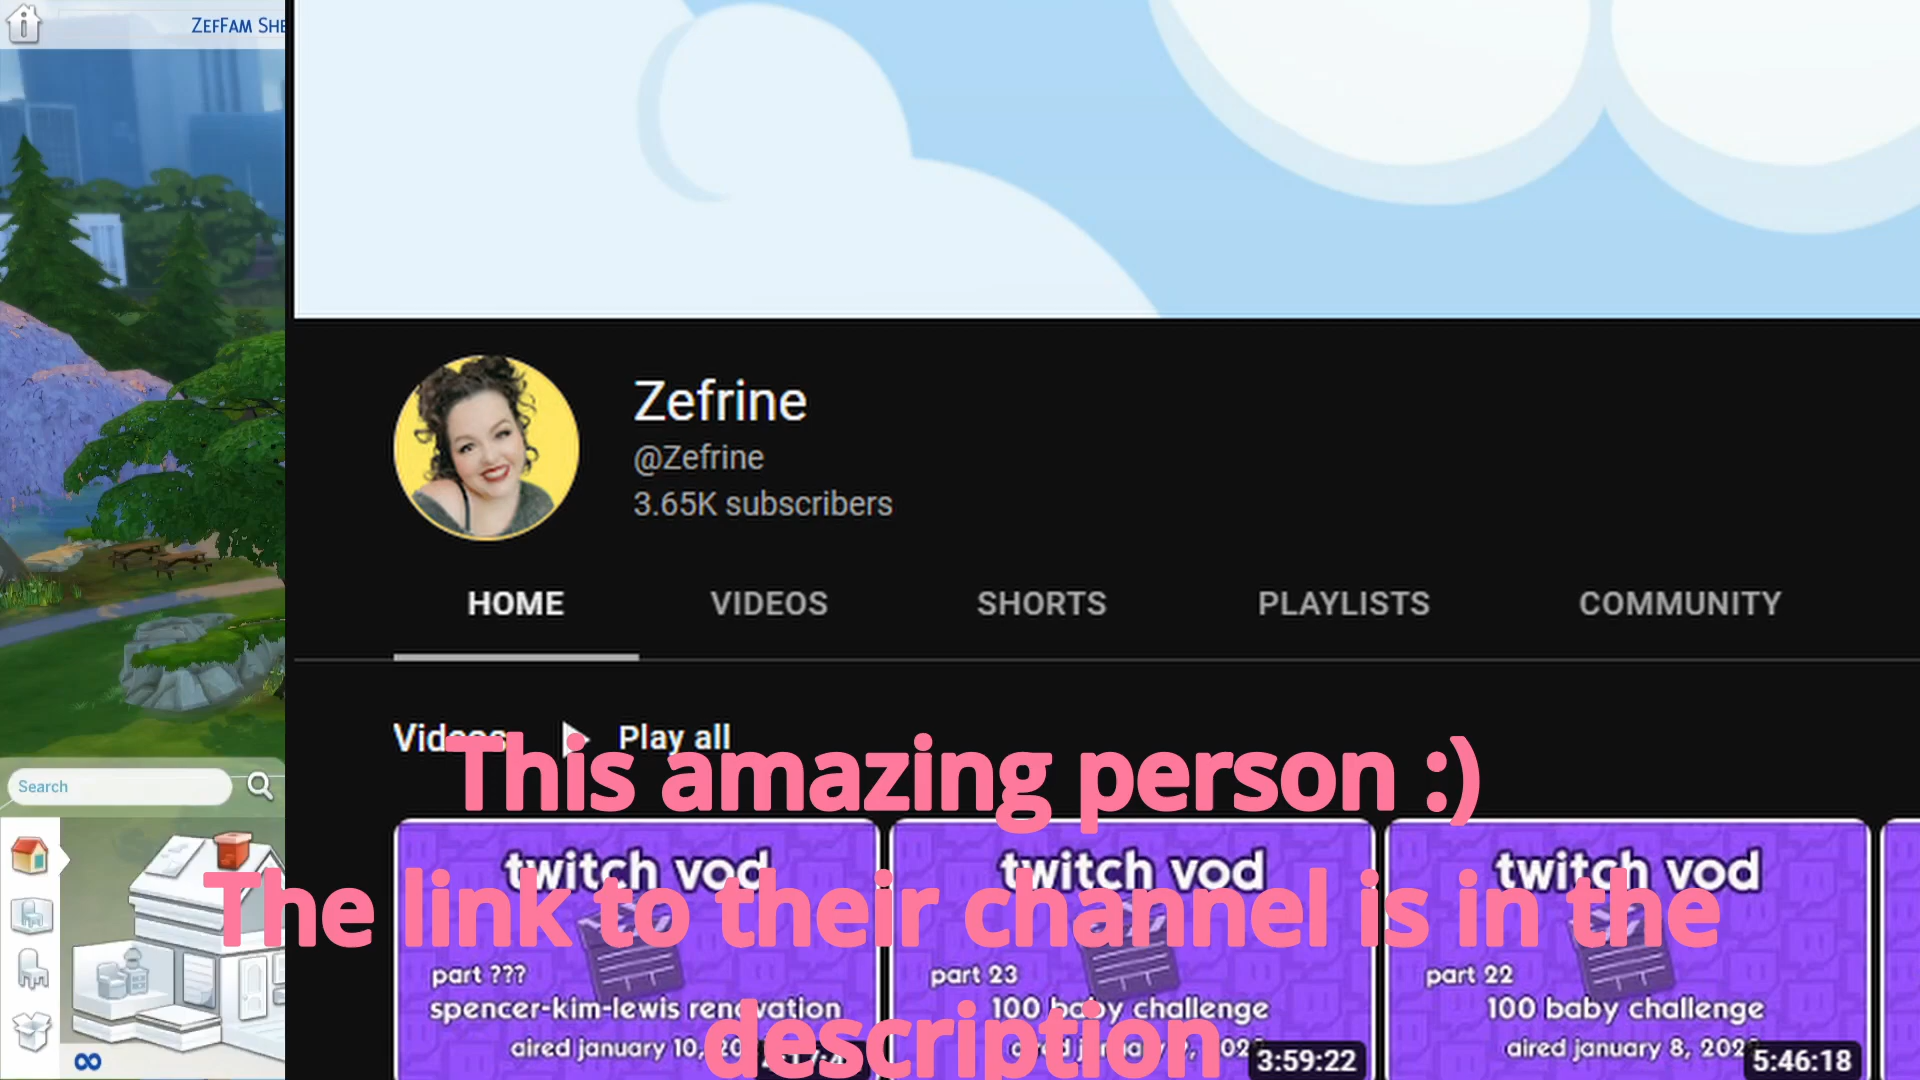 ZEFFAM SHE
Zefrine
@Zefrine
3.65K subscribers
HOME VIDEOS SHORTS PLAYLISTS COMMUNITY
Videos Play all
This amazing person :)
The link to their channel is in the
description
Search
twitch vod
part ???
spencer-kim-lewis renovation
aired january 10,
twitch vod
part 23
100 baby challenge
3:59:22
twitch vod
part 22
100 baby challenge
aired january 8, 202
5:46:18